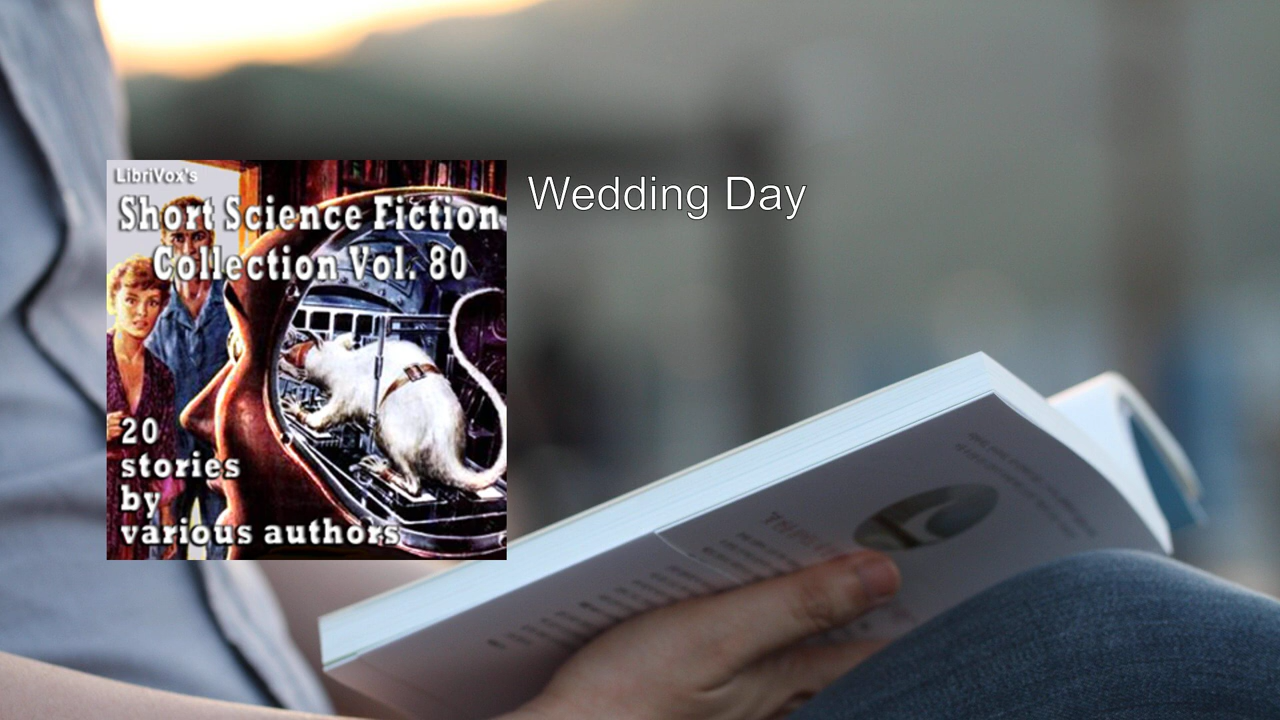 LibriVox's
Short Science Fiction
Collection Vol. 80
20
stories
by
various authors
Wedding Day